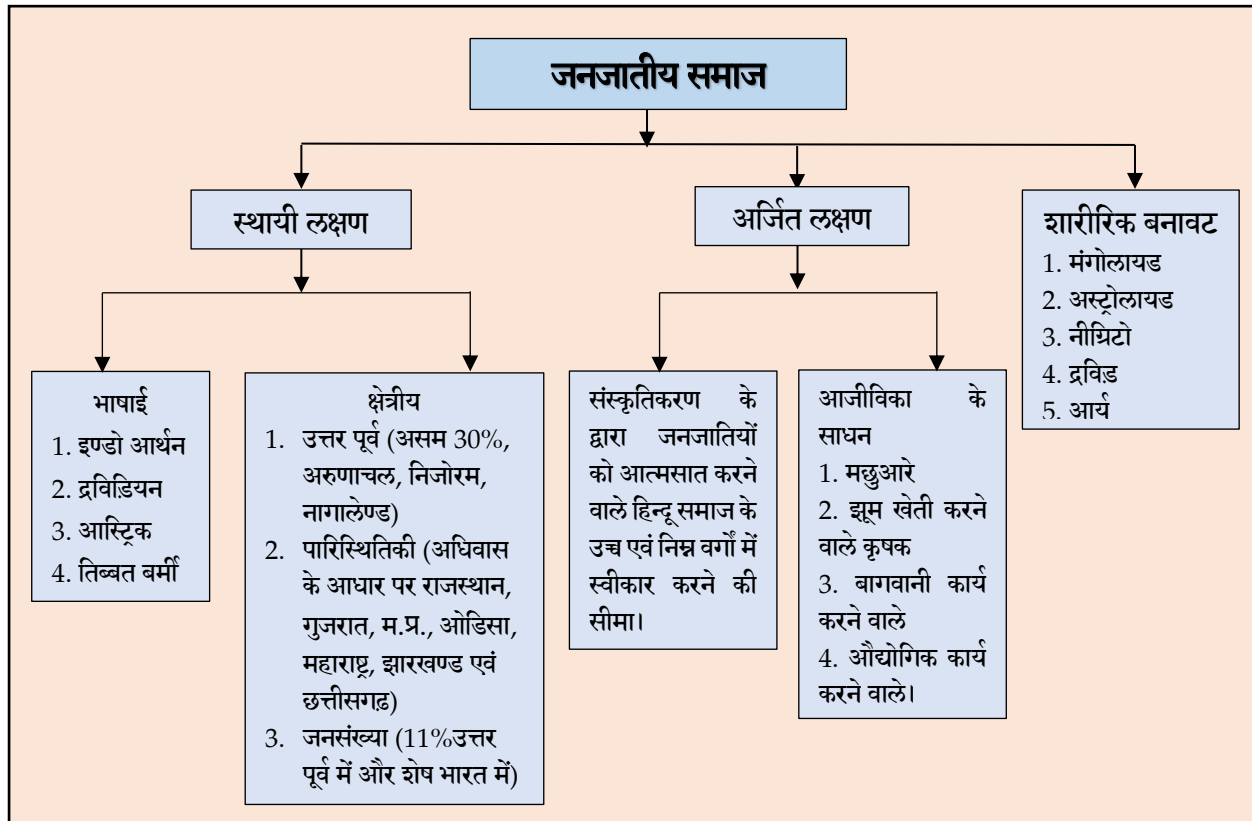 जनजातीय समाज
स्थायी लक्षण
अर्जित लक्षण
शारीरिक बनावट
1. मंगोलायड
2. अस्ट्रोलायड
3. नीग्रिटो
4. द्रविड़
5. आर्य
भाषाई
1. इण्डो आर्थन
2. द्रविडियन
3. आस्ट्रिक
4. तिब्बत बर्मी
क्षेत्रीय
1. उत्तर पूर्व (असम 30%,
अरुणाचल, निजोरम,
नागालेण्ड)
2. पारिस्थितिकी (अधिवास
के आधार पर राजस्थान,
गुजरात, म.प्र., ओडिसा,
महाराष्ट्र, झारखण्ड एवं
छत्तीसगढ़)
3. जनसंख्या (11%उत्तर
पूर्व में और शेष भारत में)
संस्कृतिकरण के
द्वारा जनजातियों
को आत्मसात करने
वाले हिन्दू समाज के
उच्च एवं निम्न वर्गों में
स्वीकार करने की
सीमा।
आजीविका के
साधन
1. मछुआरे
2. झूम खेती करने
वाले कृषक
3. बागवानी कार्य
करने वाले
4. औद्योगिक कार्य
करने वाले।